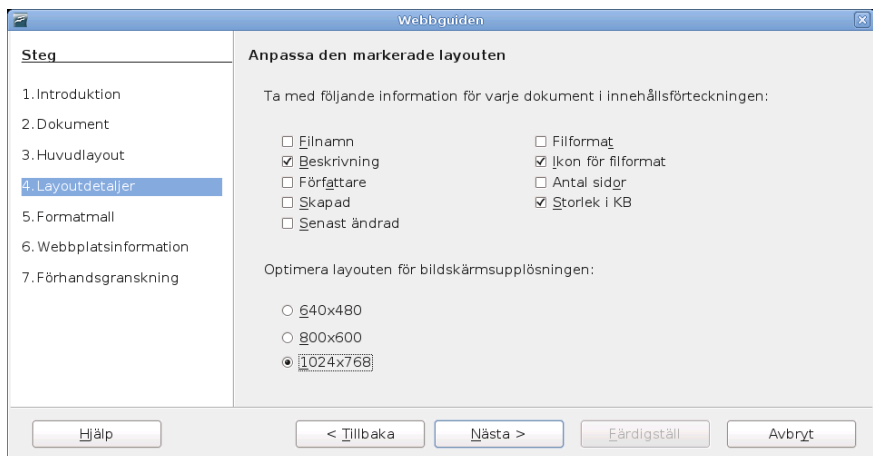 Webbguiden
Steg
1. Introduktion
2. Dokument
3. Huvudlayout
4. Layoutdetaljer
5. Formatmall
6. Webbplatsinformation
7. Förhandsgranskning
Anpassa den markerade layouten
Ta med följande information för varje dokument i innehållsförteckningen:
Filnamn
Beskrivning
Författare
Skapad
Senast ändrad
Filformat
Ikon för filformat
Antal sidor
Storlek i KB
Optimera layouten för bildskärmsupplösningen:
640x480
800x600
1024x768
Hjälp
< Tillbaka
Nästa >
Färdigställ
Avbryt